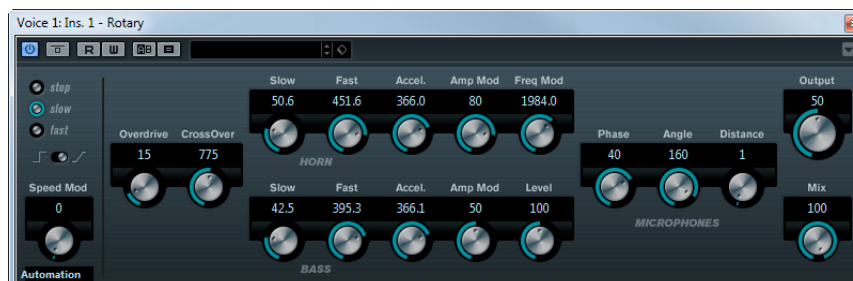 Voice 1: Ins. 1 - Rotary
R W
stop
slow
fast
Speed Mod
0
Automation
Overdrive CrossOver
15 775
Slow Fast Accel. Amp Mod Freq Mod
50.6 451.6 366.0 80 1984.0
HORN
Slow Fast Accel. Amp Mod Level
42.5 395.3 366.1 50 100
BASS
Phase Angle Distance
40 160 1
MICROPHONES
Output
50
Mix
100